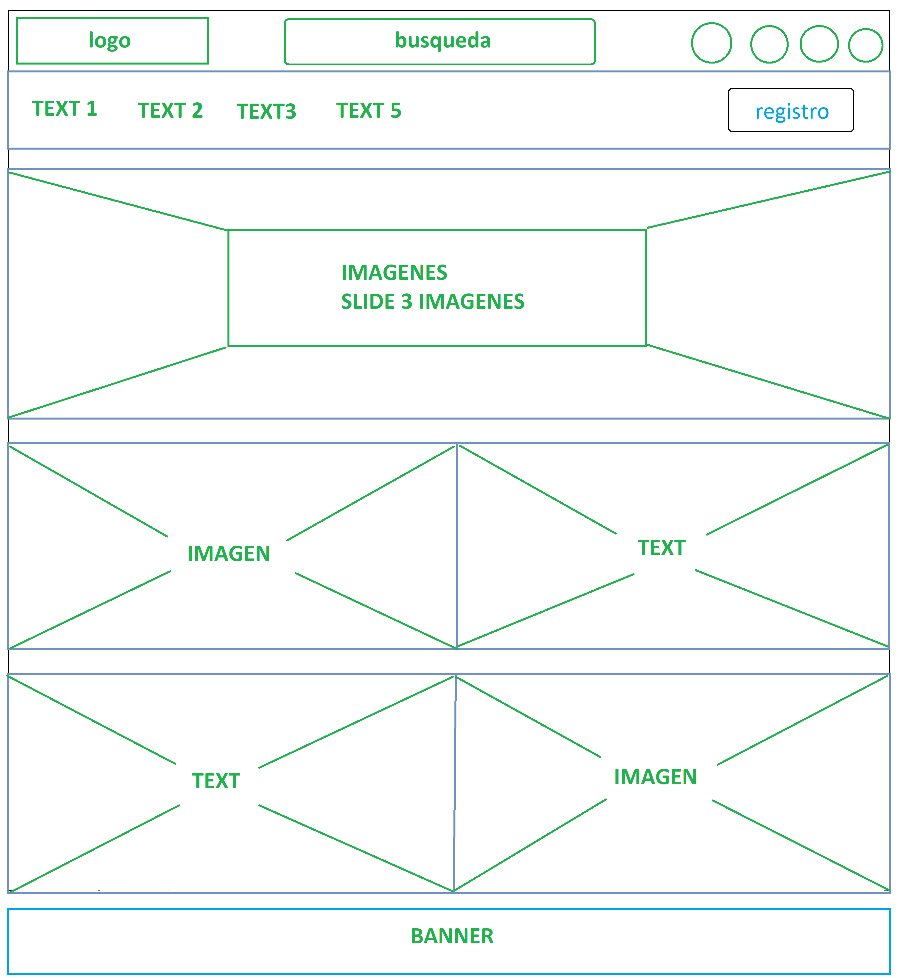 logo
busqueda
TEXT 1
TEXT 2
TEXT3
TEXT 5
registro
IMAGENES
SLIDE 3 IMAGENES
IMAGEN
TEXT
TEXT
IMAGEN
BANNER